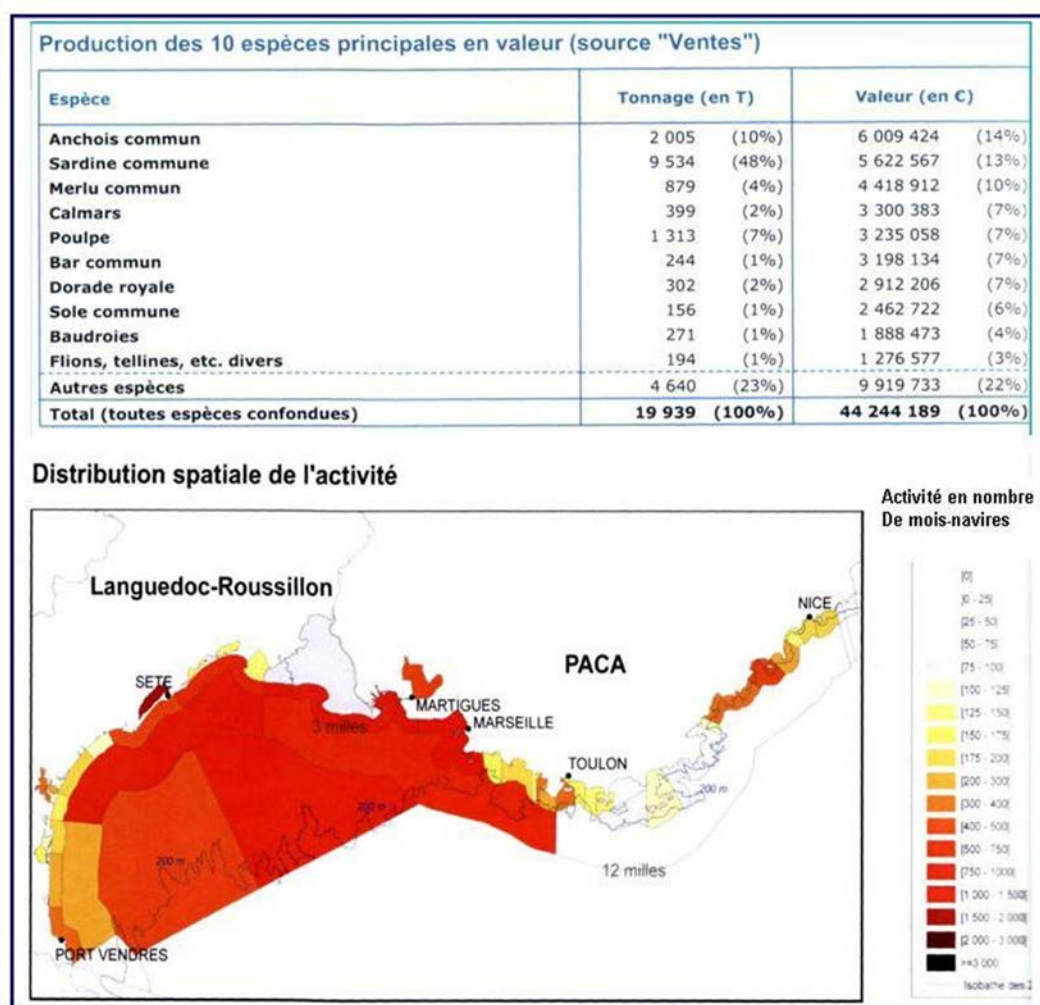 Production des 10 espèces principales en valeur (source "Ventes")
Espèce Tonnage (en T) Valeur (en €)
Anchois commun 2 005 (10%) 6 009 424 (14%)
Sardine commune 9 534 (48%) 5 622 567 (13%)
Merlu commun 879 (4%) 4 418 912 (10%)
Calmars 399 (2%) 3 300 383 (7%)
Poulpe 1 313 (7%) 3 235 058 (7%)
Bar commun 244 (1%) 3 198 134 (7%)
Dorade royale 302 (2%) 2 912 206 (7%)
Sole commune 156 (1%) 2 462 722 (6%)
Baudroies 271 (1%) 1 888 473 (4%)
Flions, tellines, etc. divers 194 (1%) 1 276 577 (3%)
Autres espèces 4 640 (23%) 9 919 733 (22%)
Total (toutes espèces confondues) 19 939 (100%) 44 244 189 (100%)
Distribution spatiale de l'activité
Activité en nombre
De mois-navires
Languedoc-Roussillon
NICE
PACA
SETE
MARTIGUES
3 milles
MARSEILLE
TOULON
200 m
200 m
200 m
12 milles
PORT VENDRES
[0]
]0 - 25[
[25 - 50[
[50 - 75[
[75 - 100[
[100 - 125[
[125 - 150[
[150 - 175[
[175 - 200[
[200 - 300[
[300 - 400[
[400 - 500[
[500 - 750[
[750 - 1000[
[1 000 - 1 500[
[1 500 - 2 000[
[2 000 - 3 000[
>=3 000
Isobathe des 2